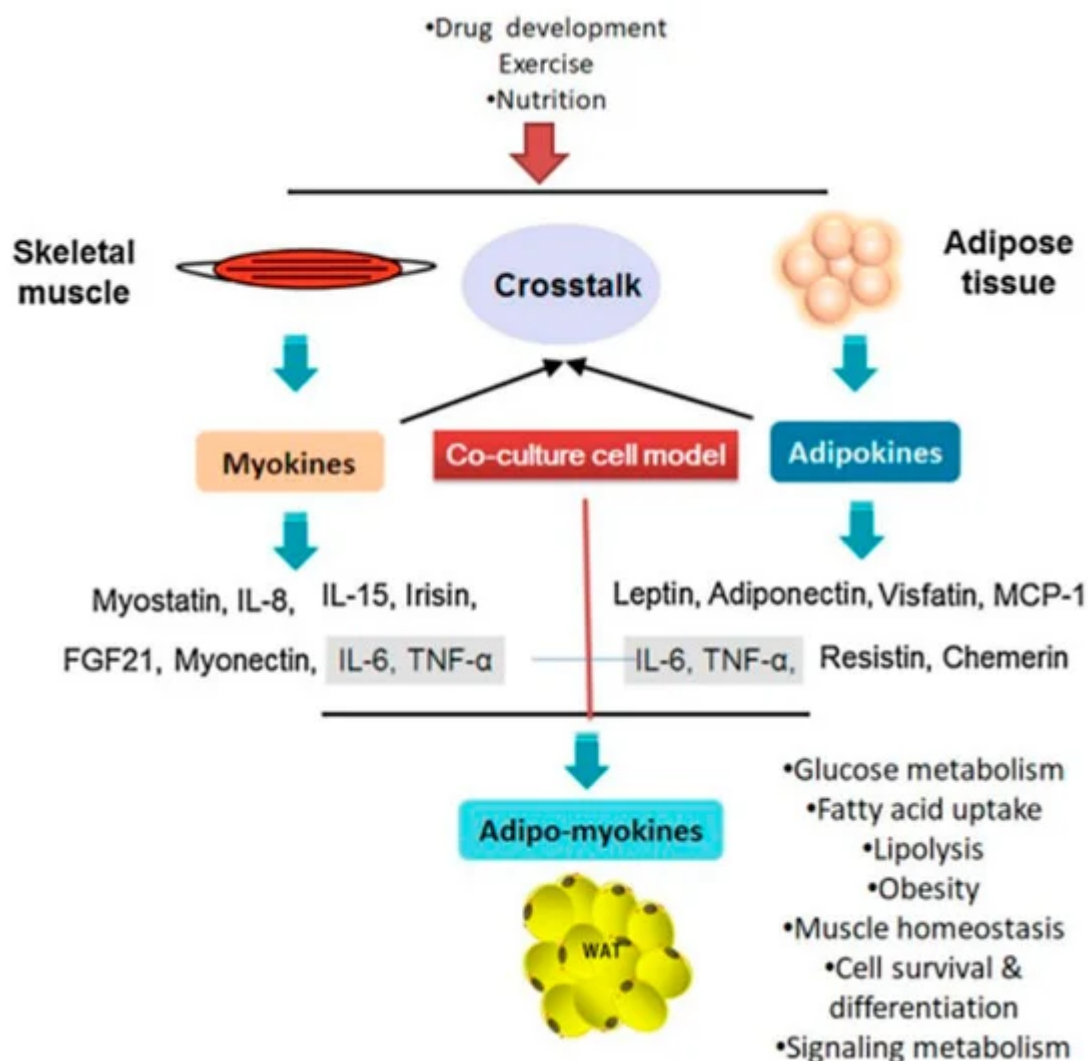 •Drug development
Exercise
•Nutrition
Skeletal
muscle
Crosstalk
Adipose
tissue
Myokines
Co-culture cell model
Adipokines
Myostatin, IL-8, IL-15, Irisin,
FGF21, Myonectin, IL-6, TNF-α
Leptin, Adiponectin, Visfatin, MCP-1
IL-6, TNF-α, Resistin, Chemerin
Adipo-myokines
WAT
•Glucose metabolism
•Fatty acid uptake
•Lipolysis
•Obesity
•Muscle homeostasis
•Cell survival &
differentiation
•Signaling metabolism